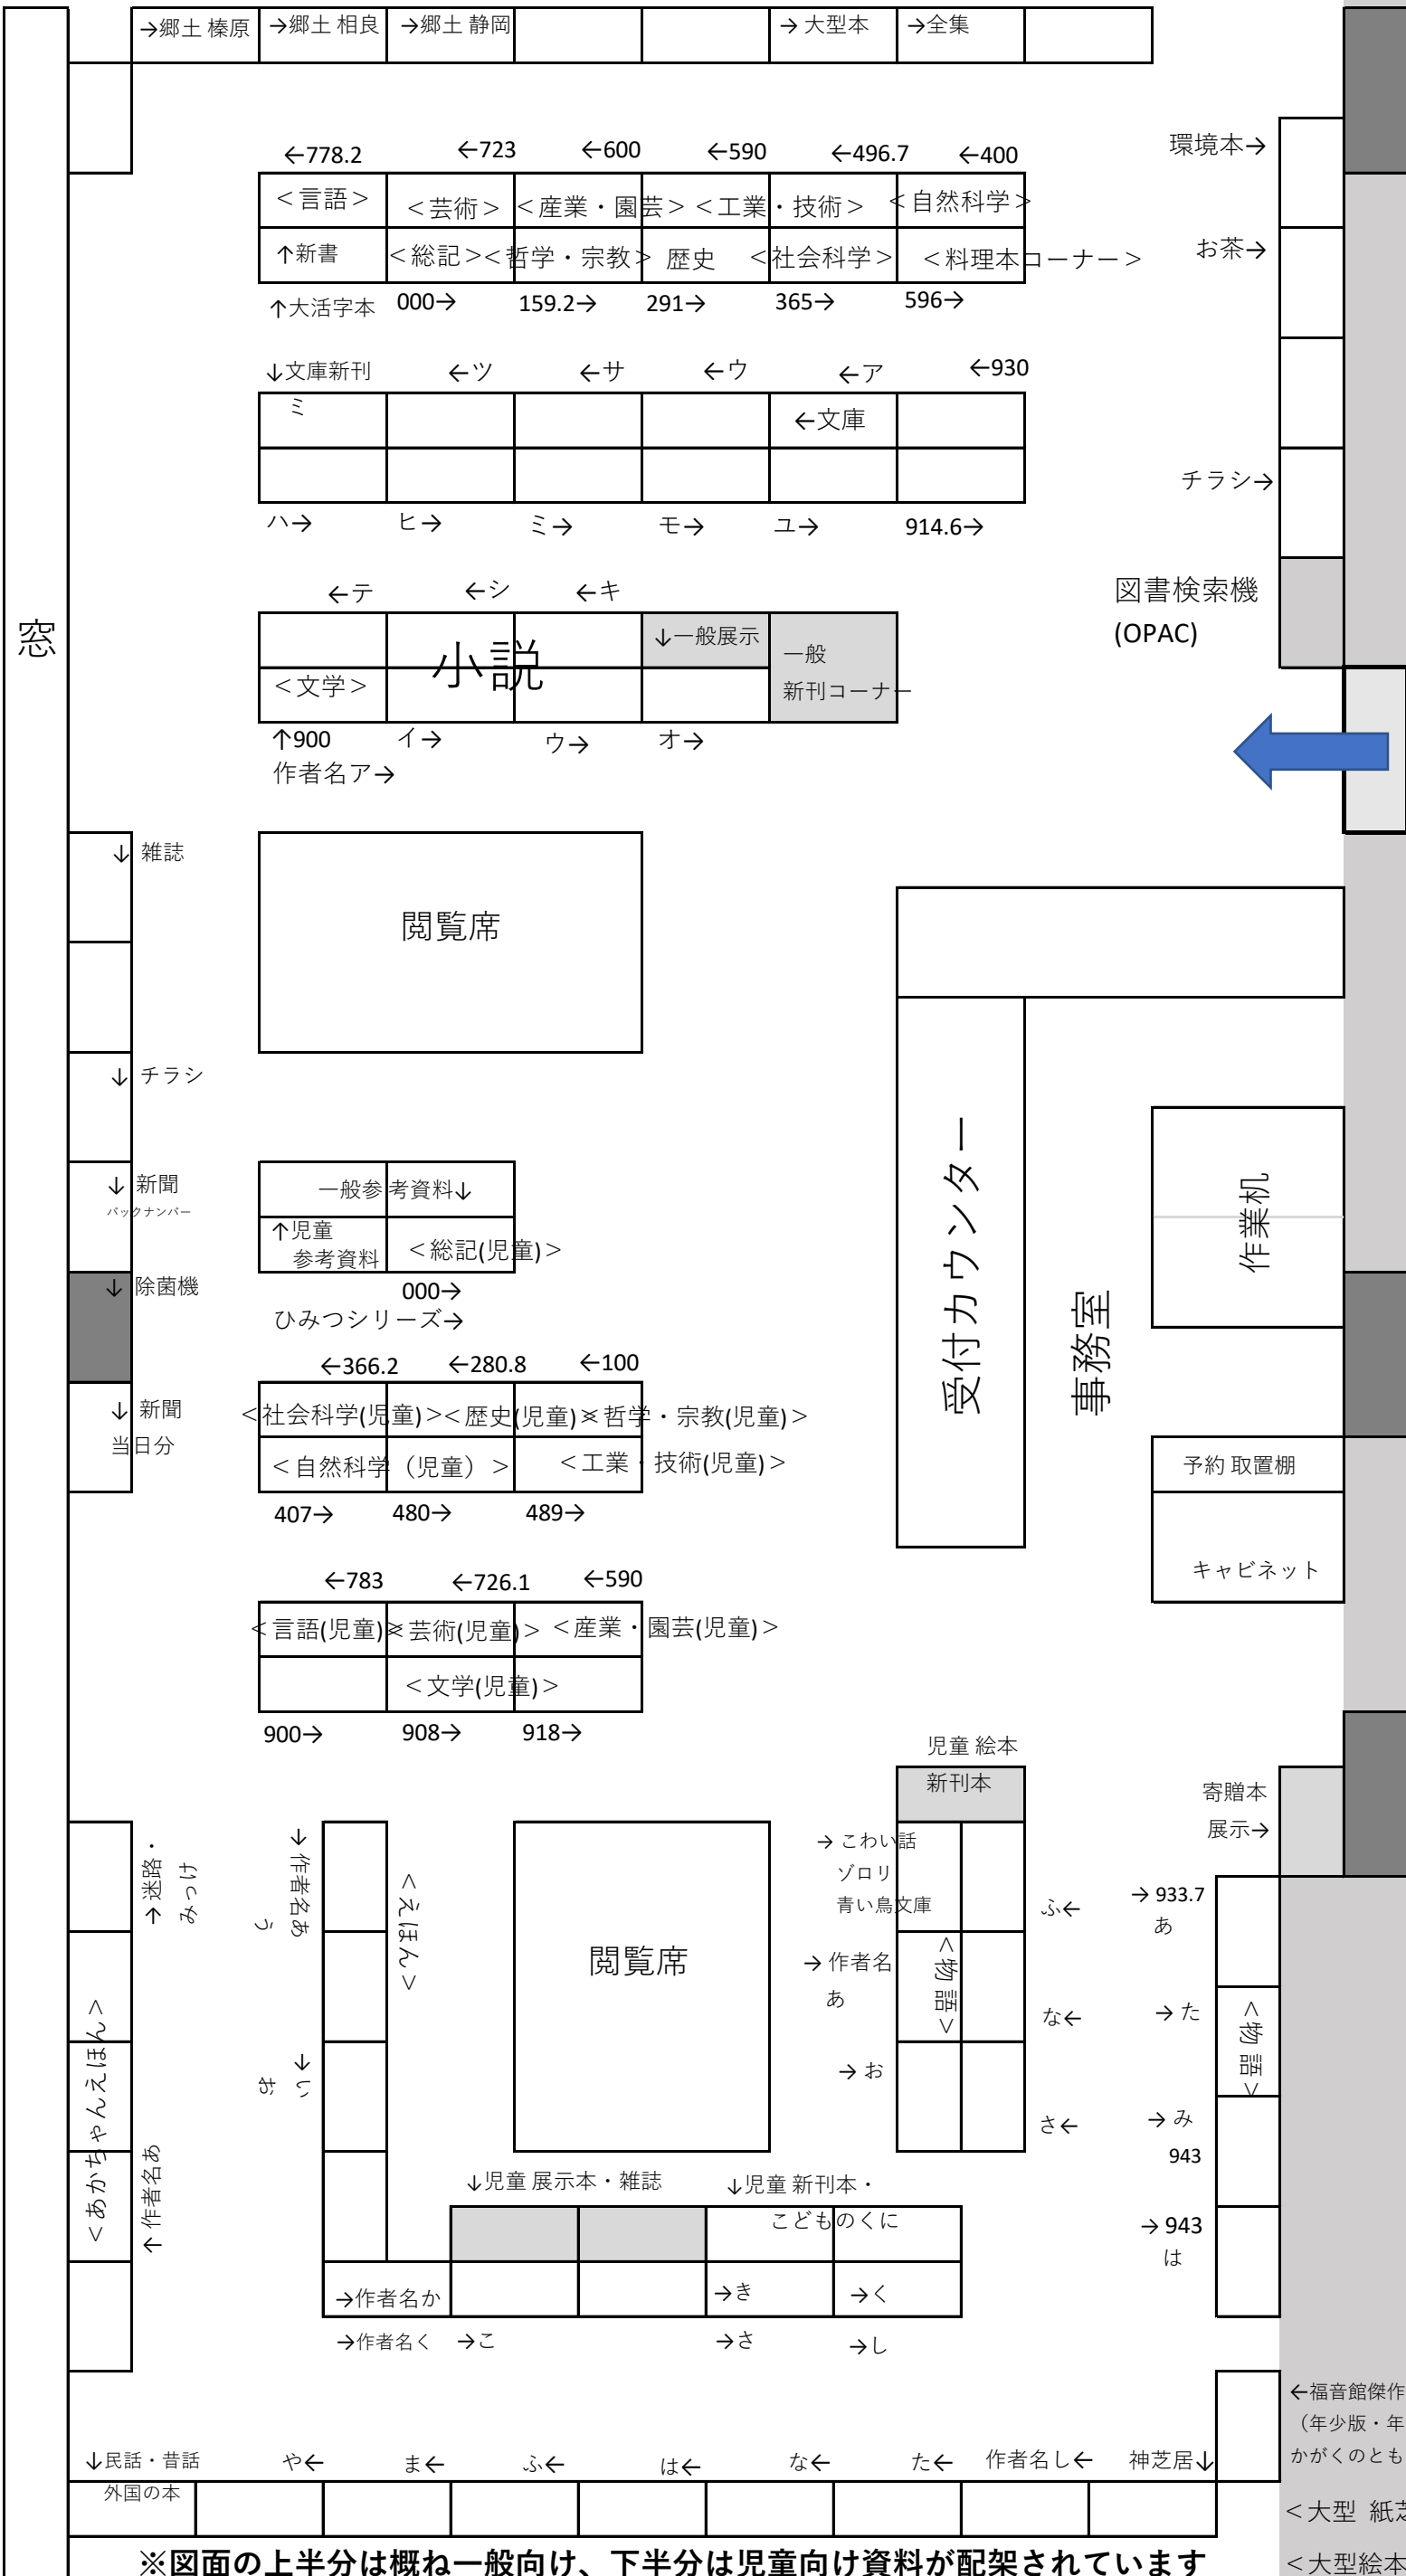 →郷土 榛原
→郷土 相良
→郷土 静岡
→ 大型本
→全集
環境本→
←778.2
←723
←600
←590
←496.7
←400
＜言語＞
＜芸術＞
＜産業・園芸＞
＜工業・技術＞
＜自然科学＞
↑新書
＜総記＞
＜哲学・宗教＞
歴史
＜社会科学＞
＜料理本コーナー＞
お茶→
↑大活字本
000→
159.2→
291→
365→
596→
↓文庫新刊
←ツ
←サ
←ウ
←ア
←930
ミ
←文庫
チラシ→
ハ→
ヒ→
ミ→
モ→
ユ→
914.6→
図書検索機
(OPAC)
窓
←テ
←シ
←キ
小説
↓一般展示
一般
新刊コーナー
＜文学＞
↑900
イ→
ウ→
オ→
作者名ア→
↓ 雑誌
閲覧席
↓ チラシ
受付カウンター
事務室
作業机
↓ 新聞
バックナンバー
一般参考資料↓
↑児童
参考資料
＜総記(児童)＞
↓ 除菌機
000→
ひみつシリーズ→
←366.2
←280.8
←100
↓ 新聞
当日分
＜社会科学(児童)＞
＜歴史(児童)＞
＜哲学・宗教(児童)＞
＜自然科学（児童）＞
＜工業・技術(児童)＞
予約 取置棚
407→
480→
489→
キャビネット
←783
←726.1
←590
＜言語(児童)＞
＜芸術(児童)＞
＜産業・園芸(児童)＞
＜文学(児童)＞
900→
908→
918→
児童 絵本
新刊本
寄贈本
展示→
→迷路・
みっけ
→作者名あ
う
＜えほん＞
閲覧席
→ こわい話
ゾロリ
青い鳥文庫
ふ←
→ 933.7
あ
→ 作者名
あ
＜物語＞
な←
→ た
＜物語＞
＜あかちゃんえほん＞
→い
お
→ お
さ←
→ み
943
←作者名あ
↓児童 展示本・雑誌
↓児童 新刊本・
こどものくに
→ 943
は
→作者名か
→き
→く
→作者名く
→こ
→さ
→し
←福音館傑作
（年少版・年
かがくのとも
↓民話・昔話
外国の本
や←
ま←
ふ←
は←
な←
た←
作者名し←
神芝居↓
＜大型 紙芝
＜大型絵本
※図面の上半分は概ね一般向け、下半分は児童向け資料が配架されています